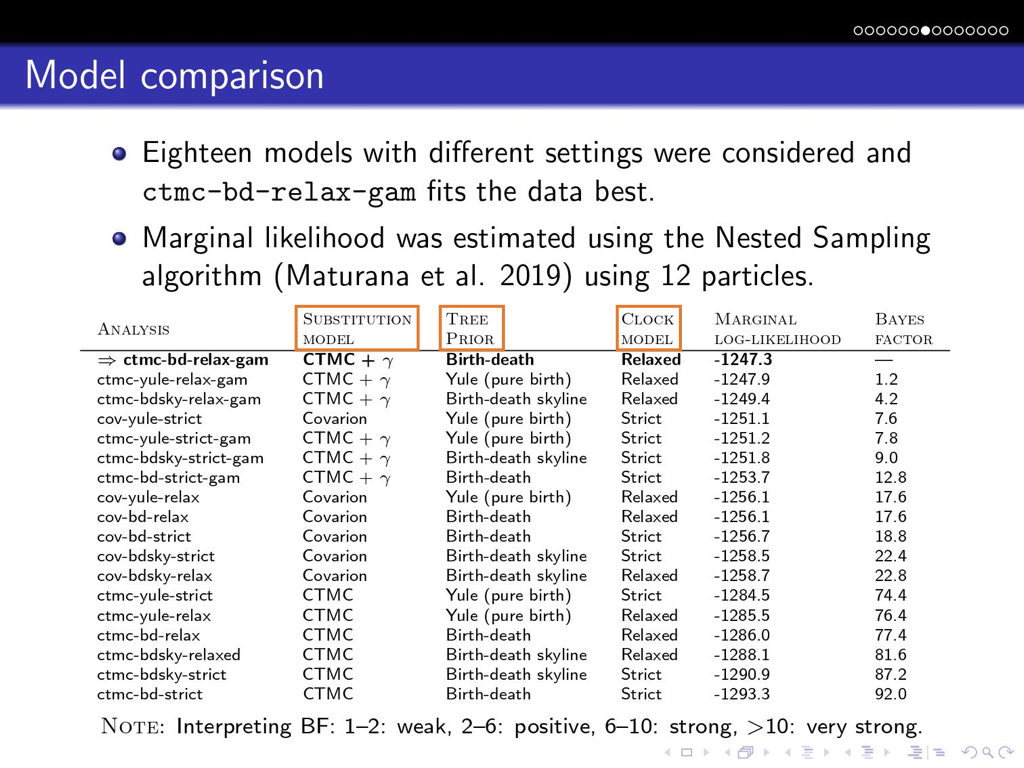 Model comparison
Eighteen models with different settings were considered and
ctmc-bd-relax-gam fits the data best.
Marginal likelihood was estimated using the Nested Sampling
algorithm (Maturana et al. 2019) using 12 particles.
ANALYSIS SUBSTITUTION MODEL TREE PRIOR CLOCK MODEL MARGINAL LOG-LIKELIHOOD BAYES FACTOR
⇒ ctmc-bd-relax-gam CTMC + γ Birth-death Relaxed -1247.3 —
ctmc-yule-relax-gam CTMC + γ Yule (pure birth) Relaxed -1247.9 1.2
ctmc-bdsky-relax-gam CTMC + γ Birth-death skyline Relaxed -1249.4 4.2
cov-yule-strict Covarion Yule (pure birth) Strict -1251.1 7.6
ctmc-yule-strict-gam CTMC + γ Yule (pure birth) Strict -1251.2 7.8
ctmc-bdsky-strict-gam CTMC + γ Birth-death skyline Strict -1251.8 9.0
ctmc-bd-strict-gam CTMC + γ Birth-death Strict -1253.7 12.8
cov-yule-relax Covarion Yule (pure birth) Relaxed -1256.1 17.6
cov-bd-relax Covarion Birth-death Relaxed -1256.1 17.6
cov-bd-strict Covarion Birth-death Strict -1256.7 18.8
cov-bdsky-strict Covarion Birth-death skyline Strict -1258.5 22.4
cov-bdsky-relax Covarion Birth-death skyline Relaxed -1258.7 22.8
ctmc-yule-strict CTMC Yule (pure birth) Strict -1284.5 74.4
ctmc-yule-relax CTMC Yule (pure birth) Relaxed -1285.5 76.4
ctmc-bd-relax CTMC Birth-death Relaxed -1286.0 77.4
ctmc-bdsky-relaxed CTMC Birth-death skyline Relaxed -1288.1 81.6
ctmc-bdsky-strict CTMC Birth-death skyline Strict -1290.9 87.2
ctmc-bd-strict CTMC Birth-death Strict -1293.3 92.0
NOTE: Interpreting BF: 1–2: weak, 2–6: positive, 6–10: strong, >10: very strong.